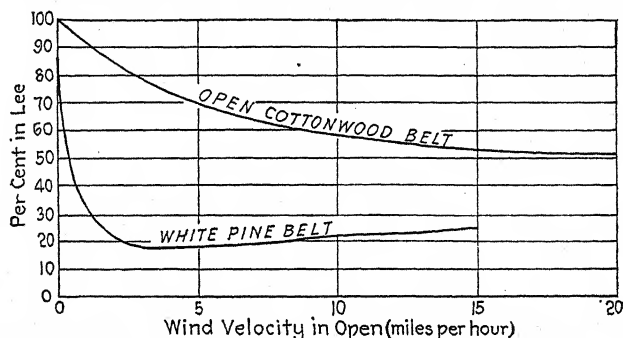 100
90
80
70
60
50
40
30
20
10
0
Per Cent in Lee
OPEN COTTONWOOD BELT
WHITE PINE BELT
0 5 10 15 20
Wind Velocity in Open (miles per hour)